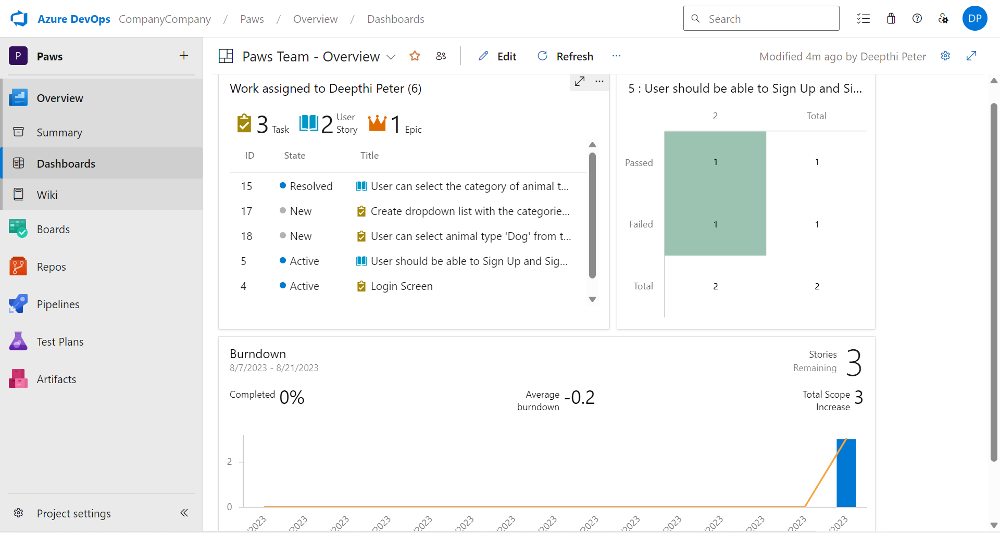 Azure DevOps CompanyCompany / Paws / Overview / Dashboards
Search
DP
P Paws
Overview
Summary
Dashboards
Wiki
Boards
Repos
Pipelines
Test Plans
Artifacts
Project settings
Paws Team - Overview
Edit
Refresh
Modified 4m ago by Deepthi Peter
Work assigned to Deepthi Peter (6)
3 Task
2 User Story
1 Epic
ID State Title
15 Resolved User can select the category of animal t...
17 New Create dropdown list with the categorie...
18 New User can select animal type 'Dog' from t...
5 Active User should be able to Sign Up and Sig...
4 Active Login Screen
5 : User should be able to Sign Up and Si...
2 Total
Passed 1 1
Failed 1 1
Total 2 2
Burndown
8/7/2023 - 8/21/2023
Stories
Remaining
3
Completed 0%
Average
burndown
-0.2
Total Scope
Increase
3
2
0
/2023 /2023 /2023 /2023 /2023 /2023 /2023 /2023 /2023 /2023 /2023 /2023 /2023 /2023 /2023